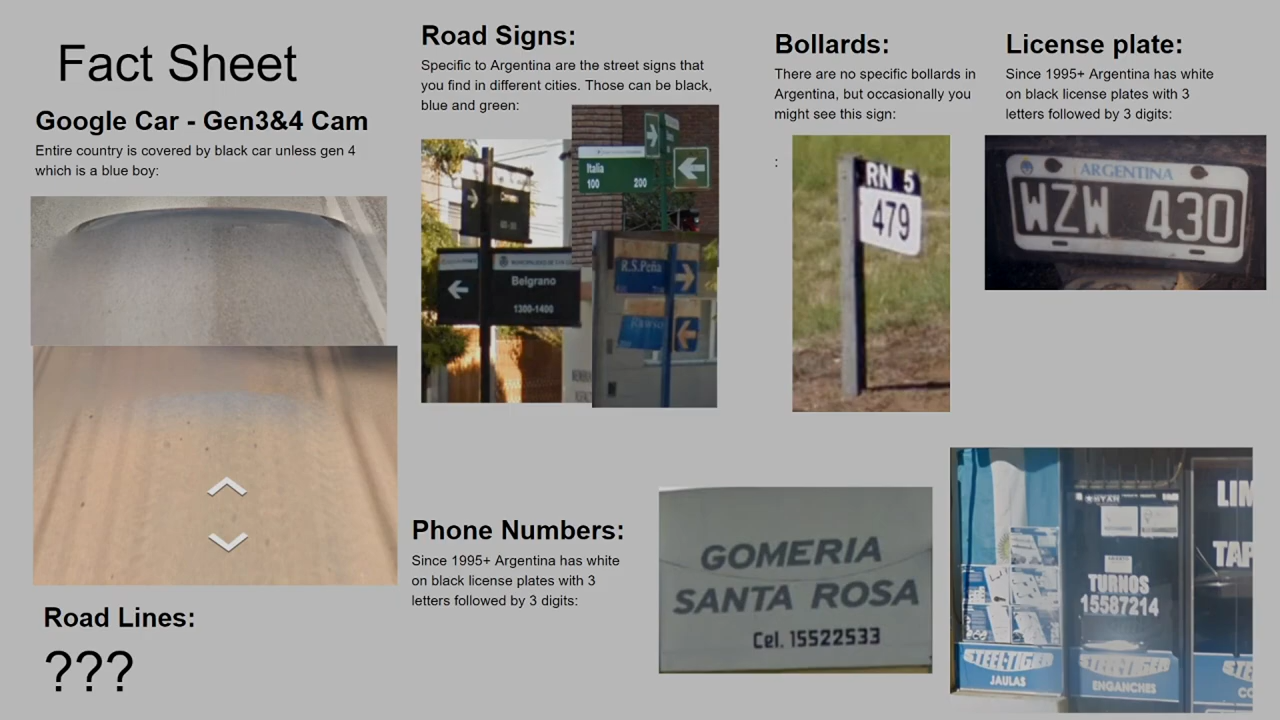 Fact Sheet
Google Car - Gen3&4 Cam
Entire country is covered by black car unless gen 4
which is a blue boy:
Road Lines:
???
Road Signs:
Specific to Argentina are the street signs that
you find in different cities. Those can be black,
blue and green:
Italia
100 200
R.S.Peña
Belgrano
1300-1400
Phone Numbers:
Since 1995+ Argentina has white
on black license plates with 3
letters followed by 3 digits:
GOMERIA
SANTA ROSA
Cel. 15522533
Bollards:
There are no specific bollards in
Argentina, but occasionally you
might see this sign:
:
RN 5
479
License plate:
Since 1995+ Argentina has white
on black license plates with 3
letters followed by 3 digits:
ARGENTINA
WZW 430
TURNOS
15587214
STEELTIGER
JAULAS
STEELTIGER
ENGANCHES